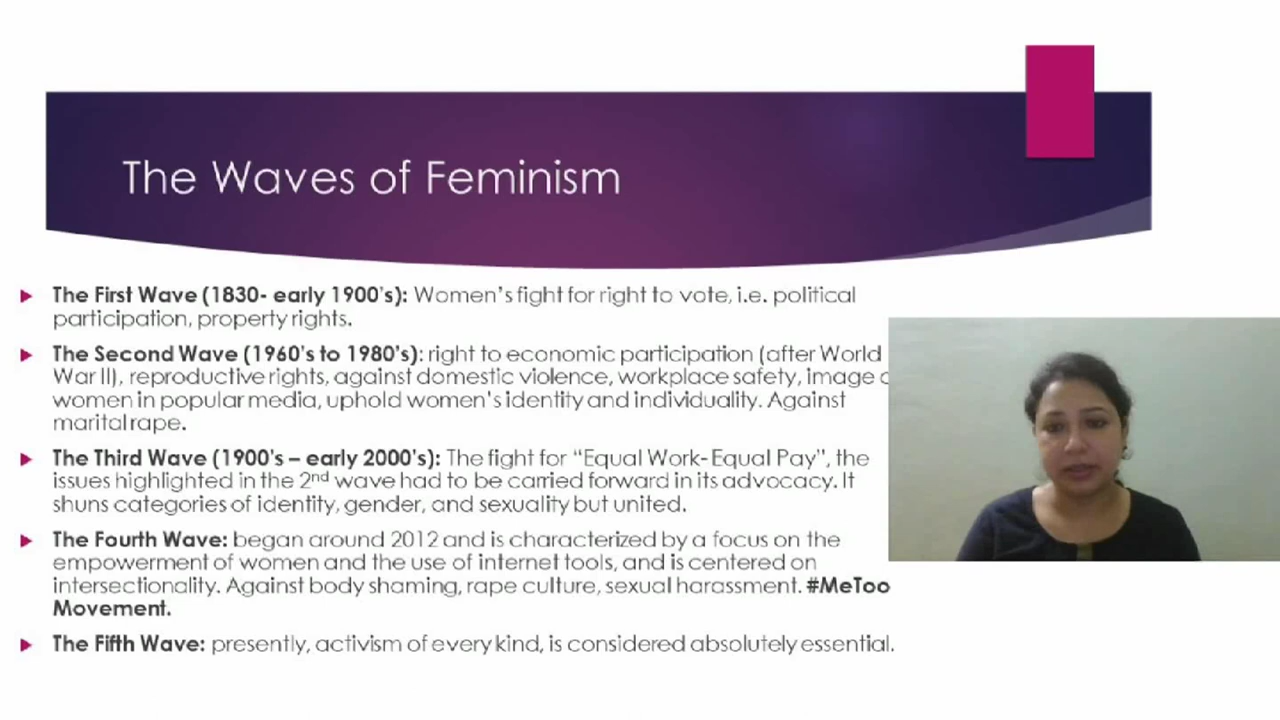 The Waves of Feminism
The First Wave (1830- early 1900's): Women's fight for right to vote, i.e. political
participation, property rights.
The Second Wave (1960's to 1980's): right to economic participation (after World
War II), reproductive rights, against domestic violence, workplace safety, image
women in popular media, uphold women's identity and individuality. Against
marital rape.
The Third Wave (1900's – early 2000's): The fight for "Equal Work- Equal Pay", the
issues highlighted in the 2nd wave had to be carried forward in its advocacy. It
shuns categories of identity, gender, and sexuality but united.
The Fourth Wave: began around 2012 and is characterized by a focus on the
empowerment of women and the use of internet tools, and is centered on
intersectionality. Against body shaming, rape culture, sexual harassment. #MeToo
Movement.
The Fifth Wave: presently, activism of every kind, is considered absolutely essential.